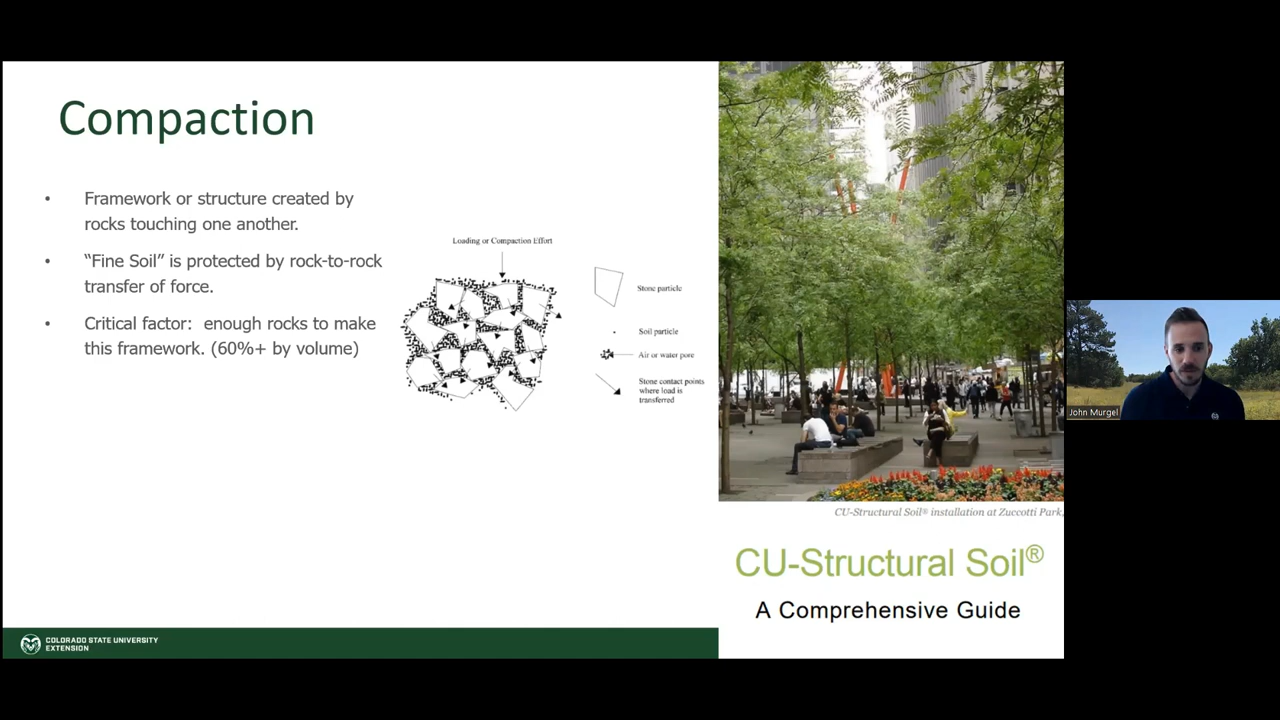 Compaction
• Framework or structure created by
rocks touching one another.
• “Fine Soil” is protected by rock-to-rock
transfer of force.
• Critical factor: enough rocks to make
this framework. (60%+ by volume)
Loading or Compaction Effort
Stone particle
Soil particle
Air or water pore
Stone contact points
where load is
transferred
CU-Structural Soil® installation at Zuccotti Park,
CU-Structural Soil®
A Comprehensive Guide
COLORADO STATE UNIVERSITY
EXTENSION
John Murgel